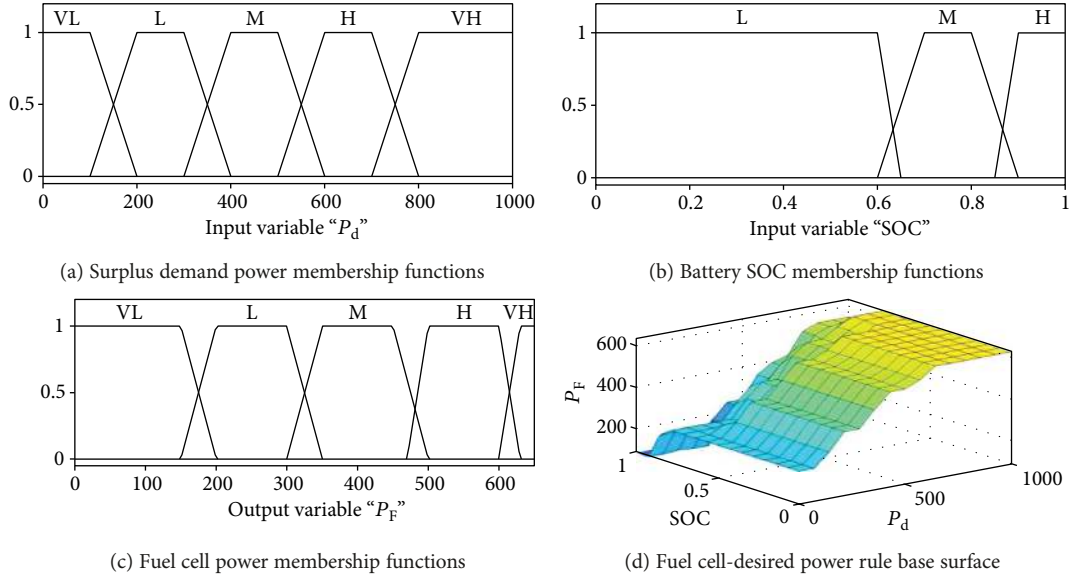 VL L M H VH
1
0.5
0
0 200 400 600 800 1000
Input variable “Pd”
(a) Surplus demand power membership functions
L M H
1
0.5
0
0 0.2 0.4 0.6 0.8 1
Input variable “SOC”
(b) Battery SOC membership functions
VL L M H VH
1
0.5
0
0 100 200 300 400 500 600
Output variable “PF”
(c) Fuel cell power membership functions
600
400
200
PF
1 0.5 0
SOC
0 500 1000
Pd
(d) Fuel cell-desired power rule base surface